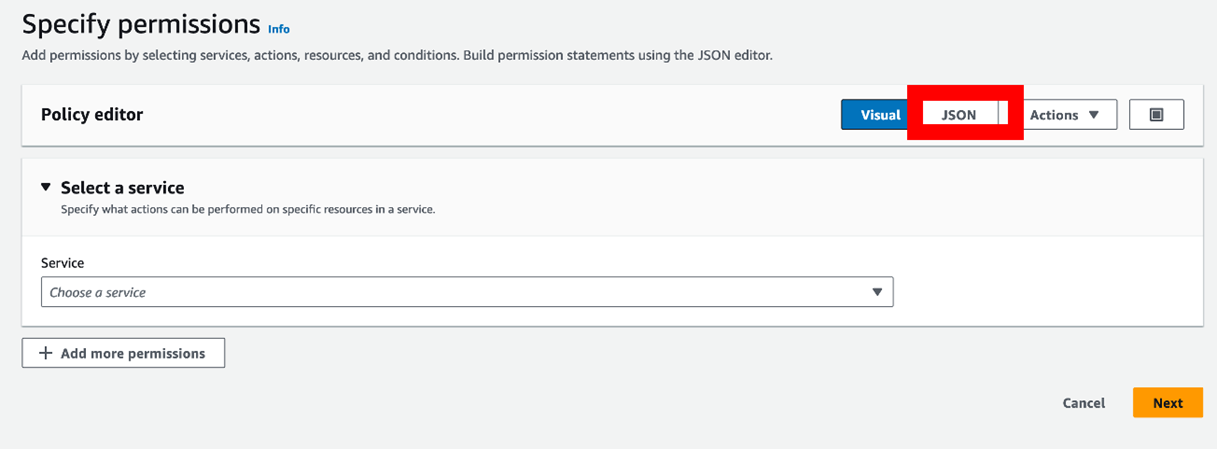 Specify permissions Info
Add permissions by selecting services, actions, resources, and conditions. Build permission statements using the JSON editor.
Policy editor
Visual
JSON
Actions
Select a service
Specify what actions can be performed on specific resources in a service.
Service
Choose a service
Add more permissions
Cancel
Next